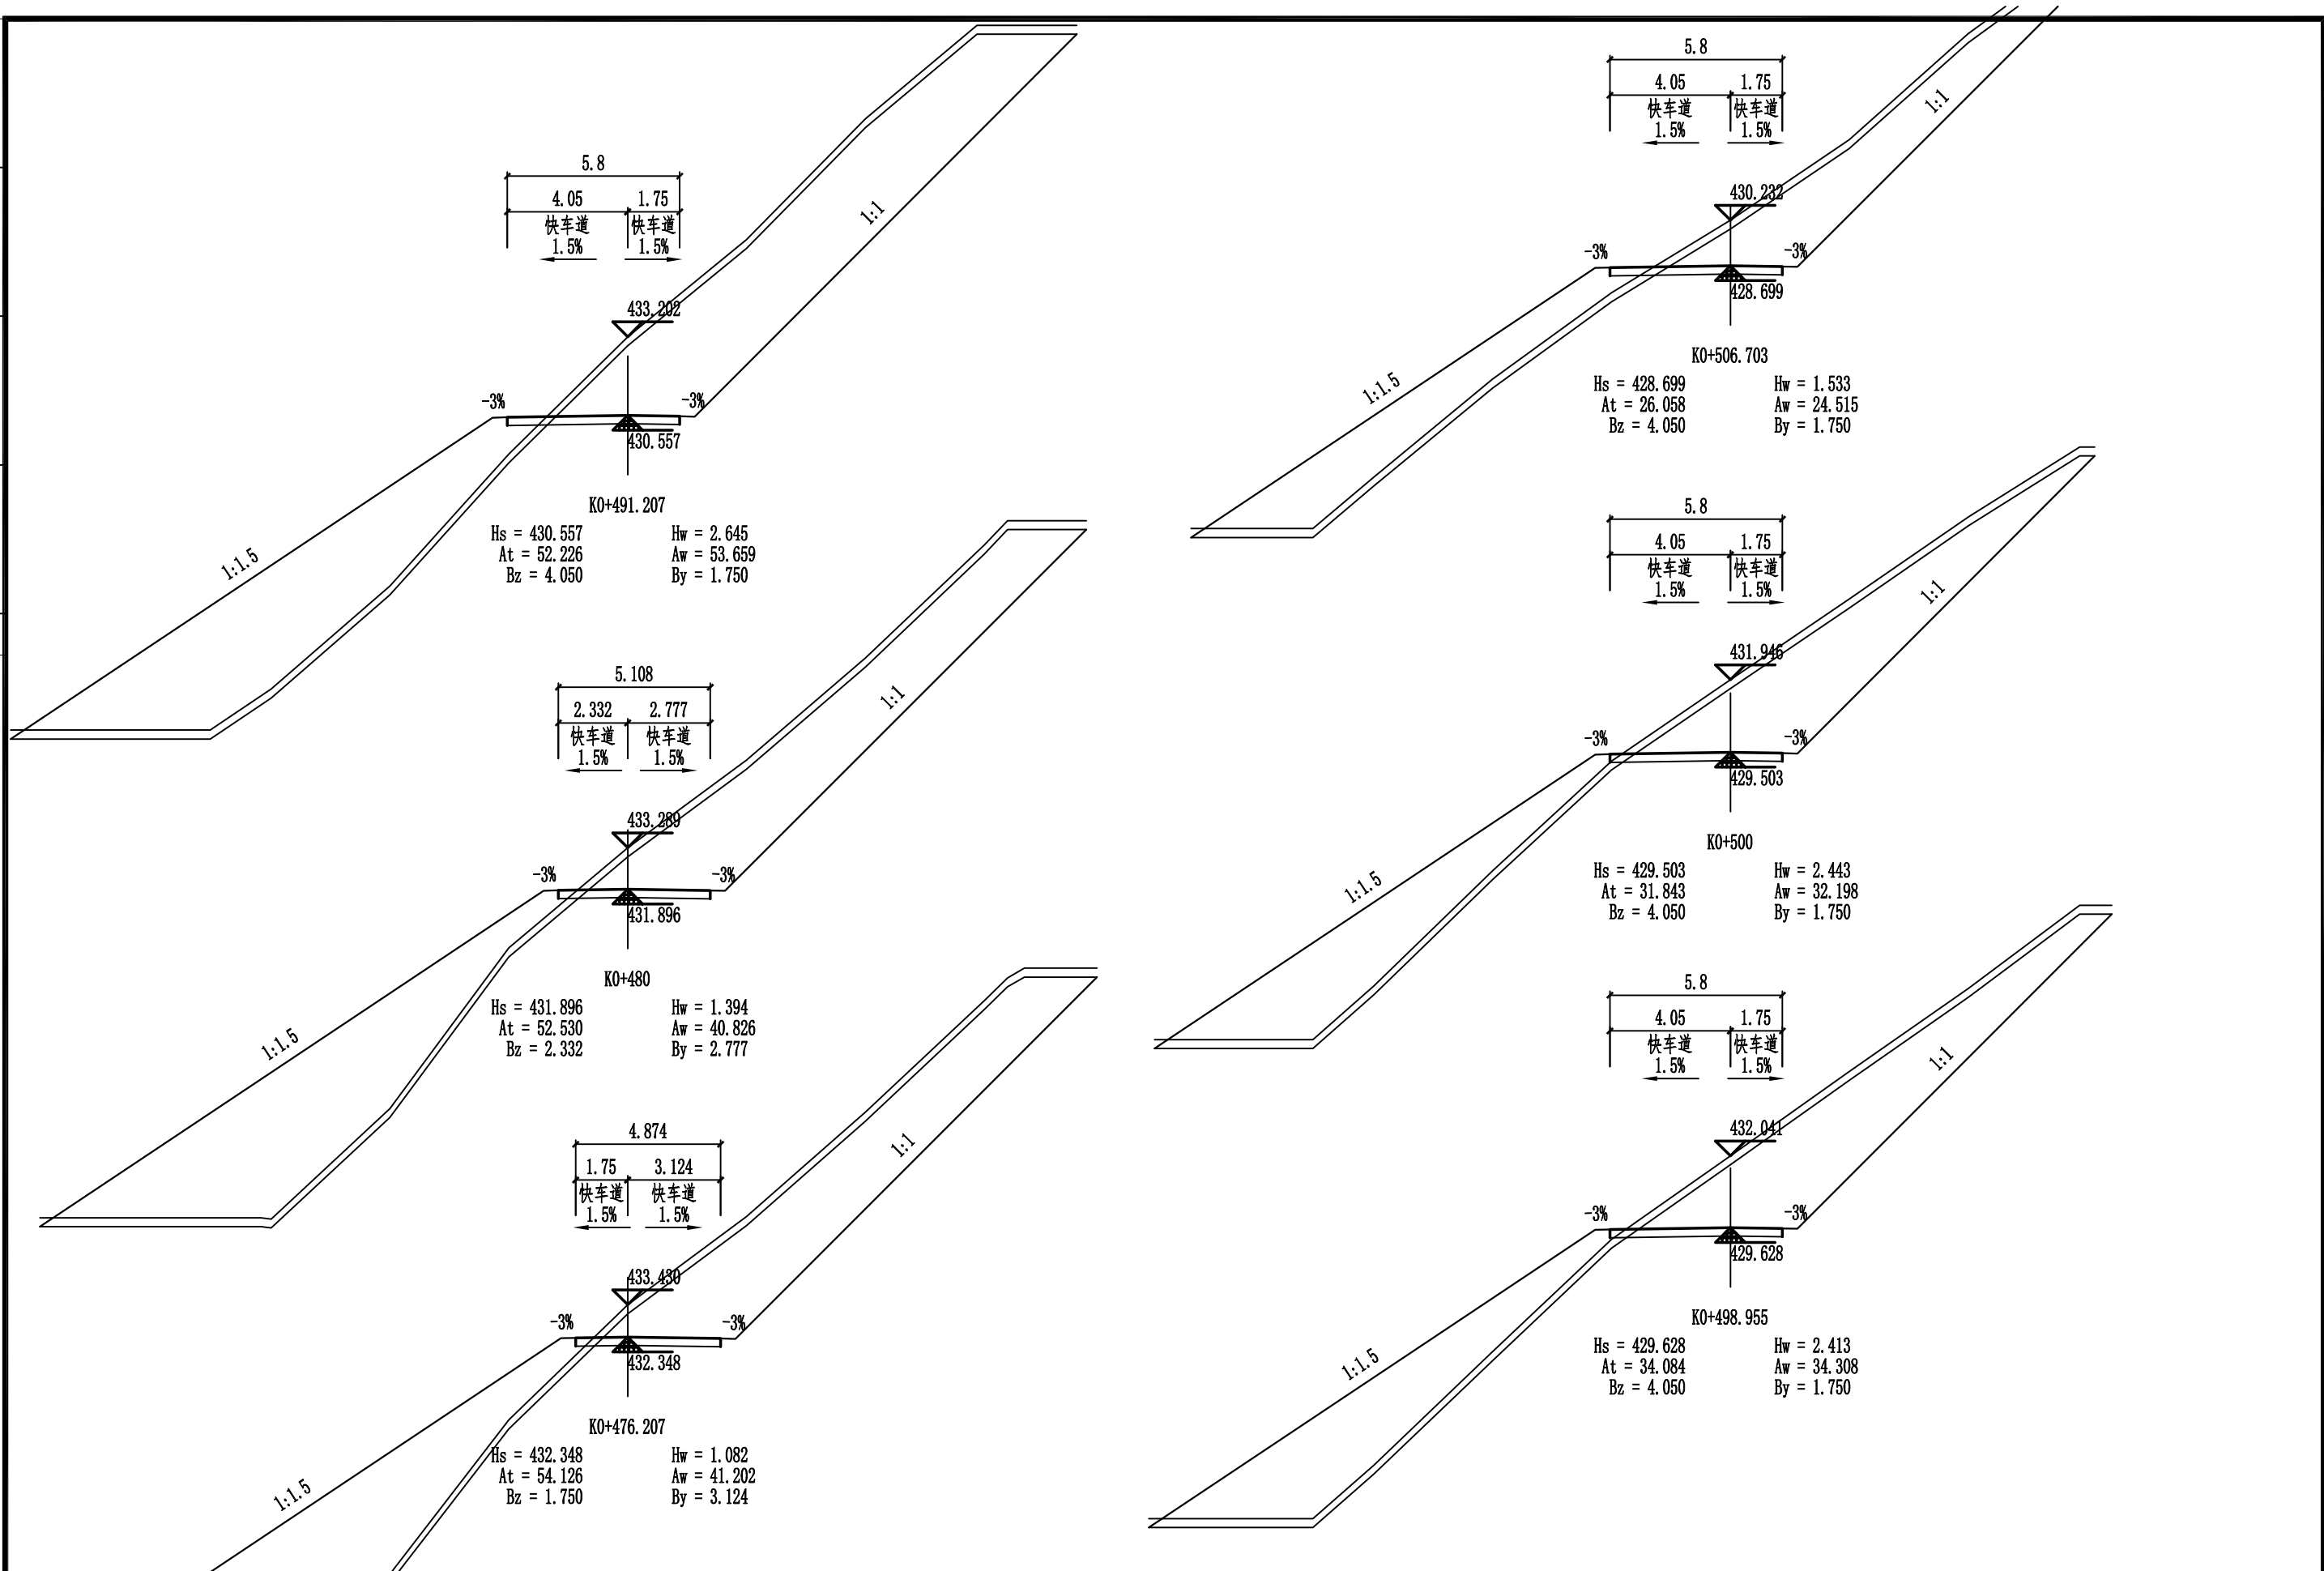 5.8
4.05 1.75
快车道 快车道
1.5% 1.5%
1:1
433.202
-3% -3%
430.557
1:1.5
K0+491.207
Hs = 430.557 Hw = 2.645
At = 52.226 Aw = 53.659
Bz = 4.050 By = 1.750
5.108
2.332 2.777
快车道 快车道
1.5% 1.5%
1:1
433.289
-3% -3%
431.896
1:1.5
K0+480
Hs = 431.896 Hw = 1.394
At = 52.530 Aw = 40.826
Bz = 2.332 By = 2.777
4.874
1.75 3.124
快车道 快车道
1.5% 1.5%
1:1
433.430
-3% -3%
432.348
1:1.5
K0+476.207
Hs = 432.348 Hw = 1.082
At = 54.126 Aw = 41.202
Bz = 1.750 By = 3.124
5.8
4.05 1.75
快车道 快车道
1.5% 1.5%
1:1
430.232
-3% -3%
428.699
1:1.5
K0+506.703
Hs = 428.699 Hw = 1.533
At = 26.058 Aw = 24.515
Bz = 4.050 By = 1.750
5.8
4.05 1.75
快车道 快车道
1.5% 1.5%
1:1
431.946
-3% -3%
429.503
1:1.5
K0+500
Hs = 429.503 Hw = 2.443
At = 31.843 Aw = 32.198
Bz = 4.050 By = 1.750
5.8
4.05 1.75
快车道 快车道
1.5% 1.5%
1:1
432.041
-3% -3%
429.628
1:1.5
K0+498.955
Hs = 429.628 Hw = 2.413
At = 34.084 Aw = 34.308
Bz = 4.050 By = 1.750